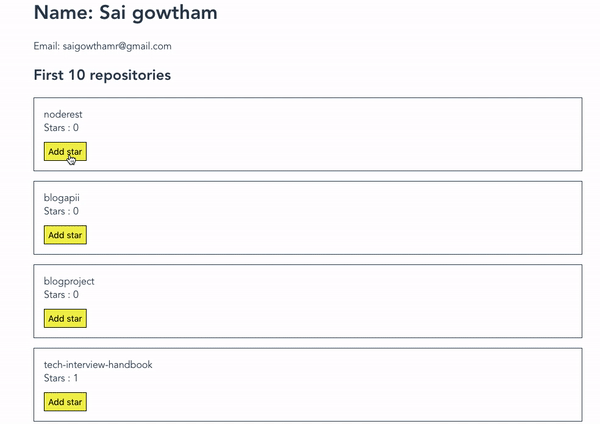 Name: Sai gowtham
Email: saigowthamr@gmail.com
First 10 repositories
noderest
Stars : 0
Add star
blogapii
Stars : 0
Add star
blogproject
Stars : 0
Add star
tech-interview-handbook
Stars : 1
Add star